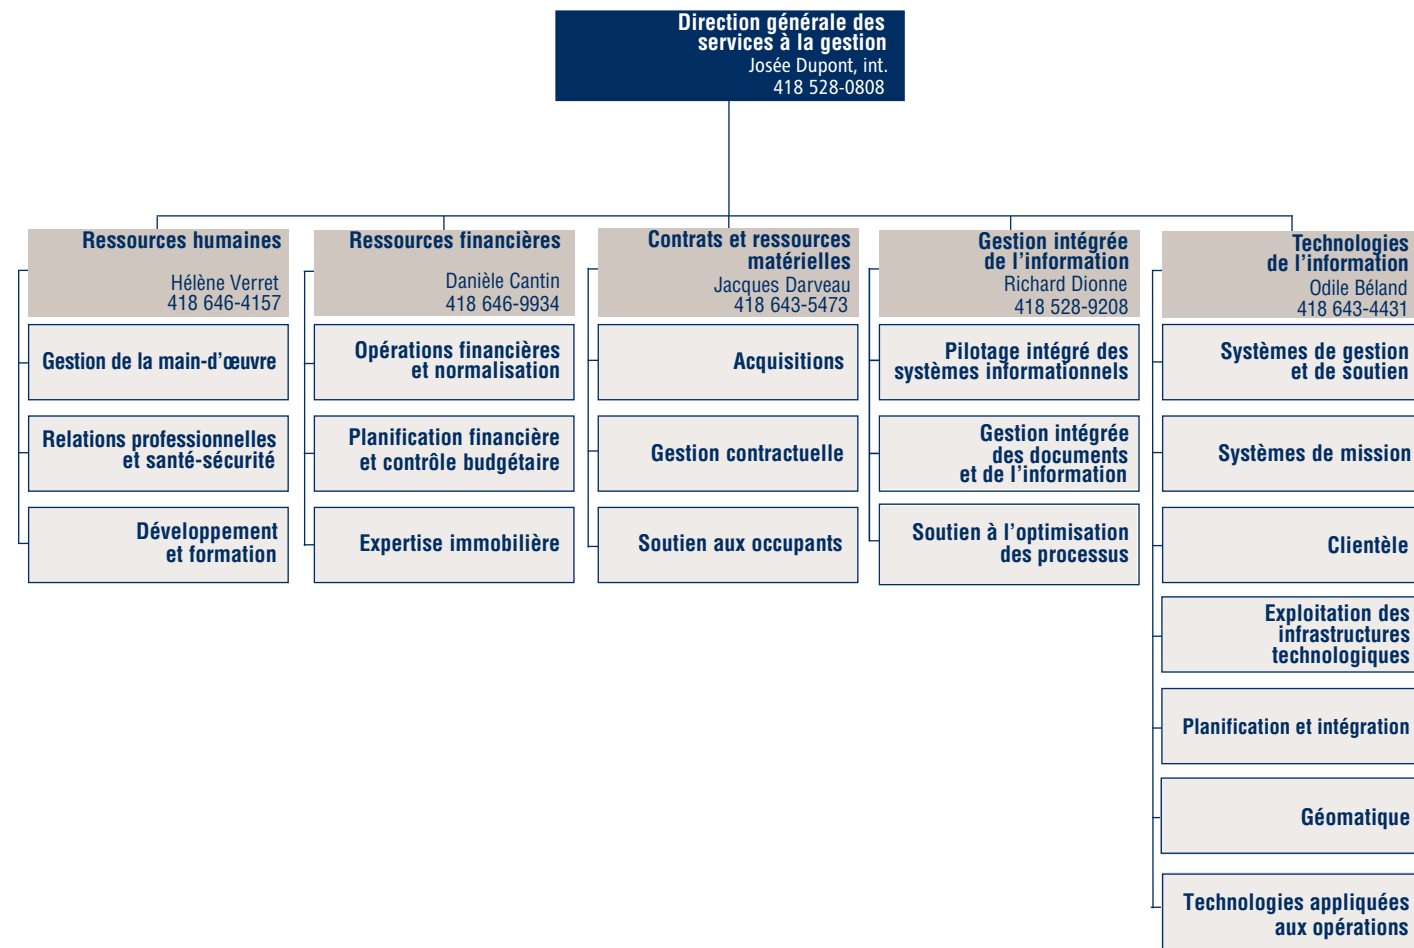 Direction générale des
services à la gestion
Josée Dupont, int.
418 528-0808
Ressources humaines
Hélène Verret
418 646-4157
Gestion de la main-d'œuvre
Relations professionnelles
et santé-sécurité
Développement
et formation
Ressources financières
Danièle Cantin
418 646-9934
Opérations financières
et normalisation
Planification financière
et contrôle budgétaire
Expertise immobilière
Contrats et ressources
matérielles
Jacques Darveau
418 643-5473
Acquisitions
Gestion contractuelle
Soutien aux occupants
Gestion intégrée
de l'information
Richard Dionne
418 528-9208
Pilotage intégré des
systèmes informationnels
Gestion intégrée
des documents
et de l'information
Soutien à l'optimisation
des processus
Technologies
de l'information
Odile Béland
418 643-4431
Systèmes de gestion
et de soutien
Systèmes de mission
Clientèle
Exploitation des
infrastructures
technologiques
Planification et intégration
Géomatique
Technologies appliquées
aux opérations